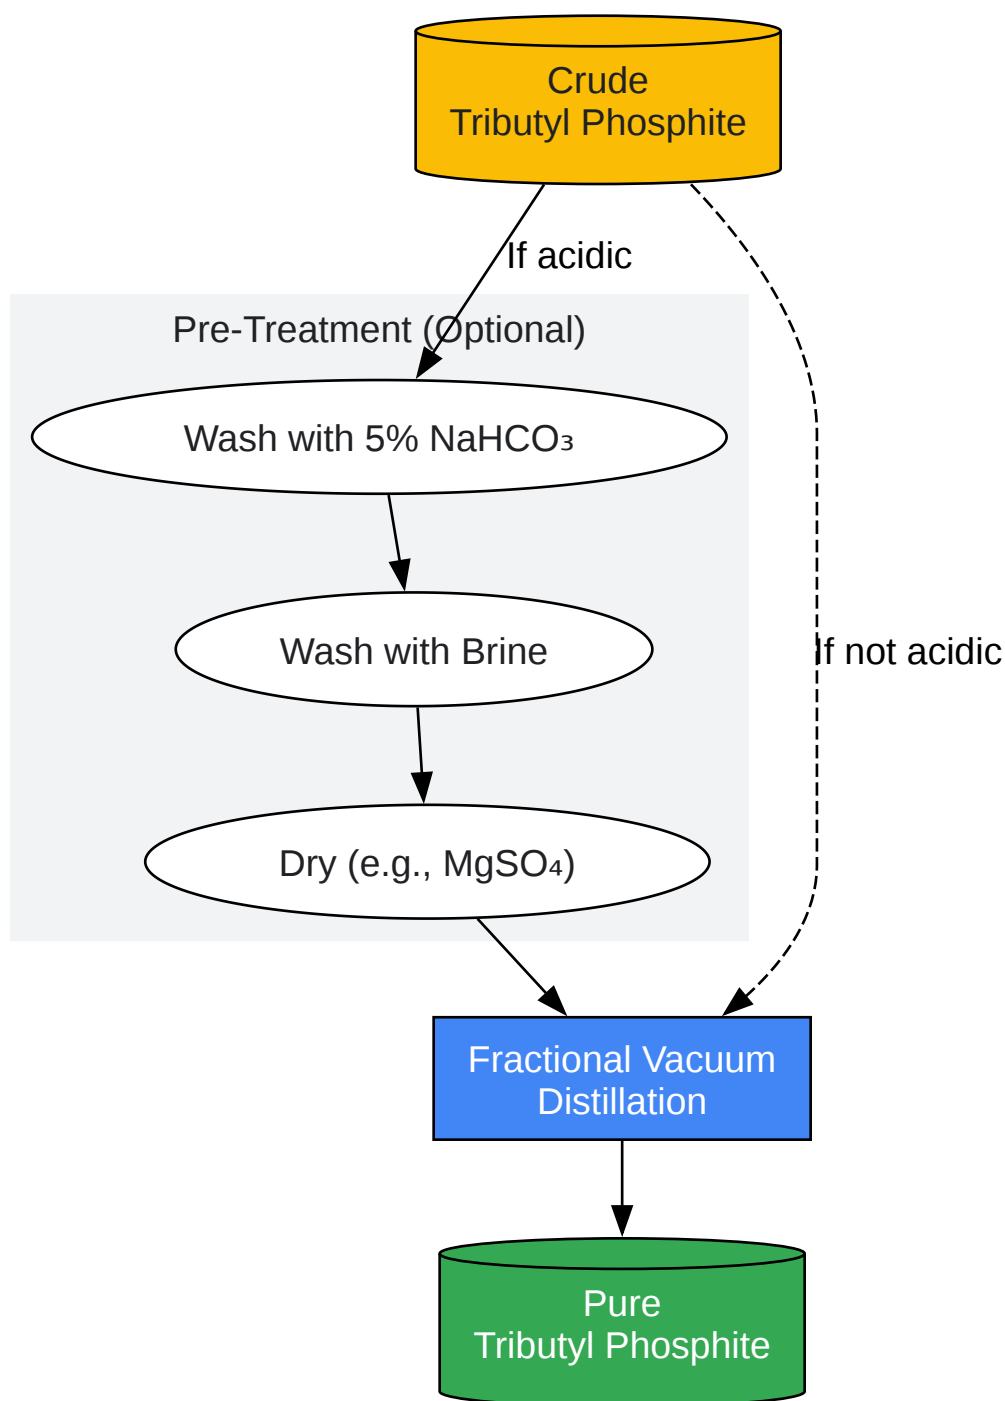 Crude
Tributyl Phosphite
If acidic
Pre-Treatment (Optional)
Wash with 5% NaHCO₃
Wash with Brine
If not acidic
Dry (e.g., MgSO₄)
Fractional Vacuum
Distillation
Pure
Tributyl Phosphite